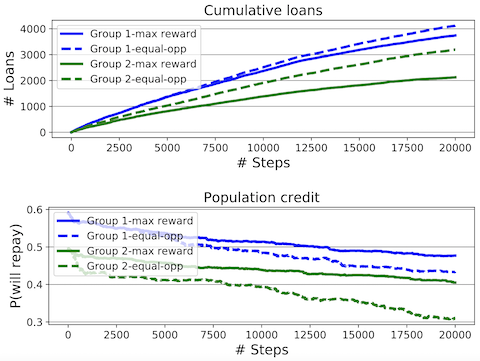 Cumulative loans
4000
3000
2000
1000
0
# Loans
Group 1-max reward
Group 1-equal-opp
Group 2-max reward
Group 2-equal-opp
0 2500 5000 7500 10000 12500 15000 17500 20000
# Steps
Population credit
0.6
0.5
0.4
0.3
P(will repay)
Group 1-max reward
Group 1-equal-opp
Group 2-max reward
Group 2-equal-opp
0 2500 5000 7500 10000 12500 15000 17500 20000
# Steps